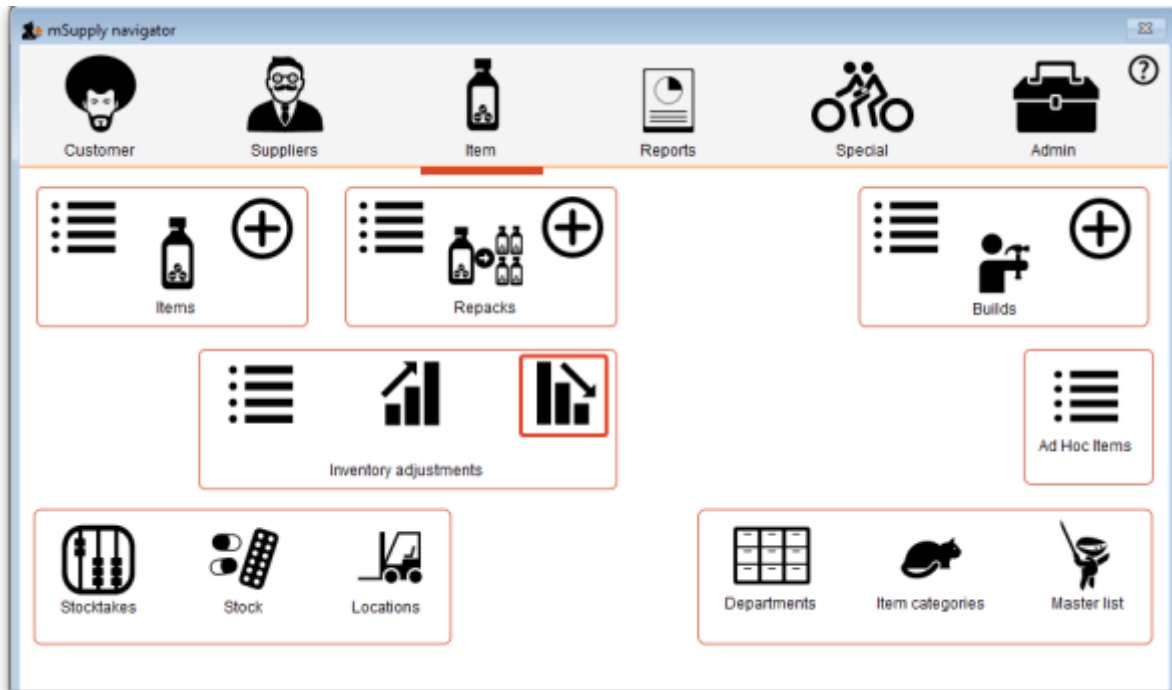 mSupply navigator
Customer
Suppliers
Item
Reports
Special
Admin
Items
Repacks
Builds
Inventory adjustments
Ad Hoc Items
Stocktakes
Stock
Locations
Departments
Item categories
Master list